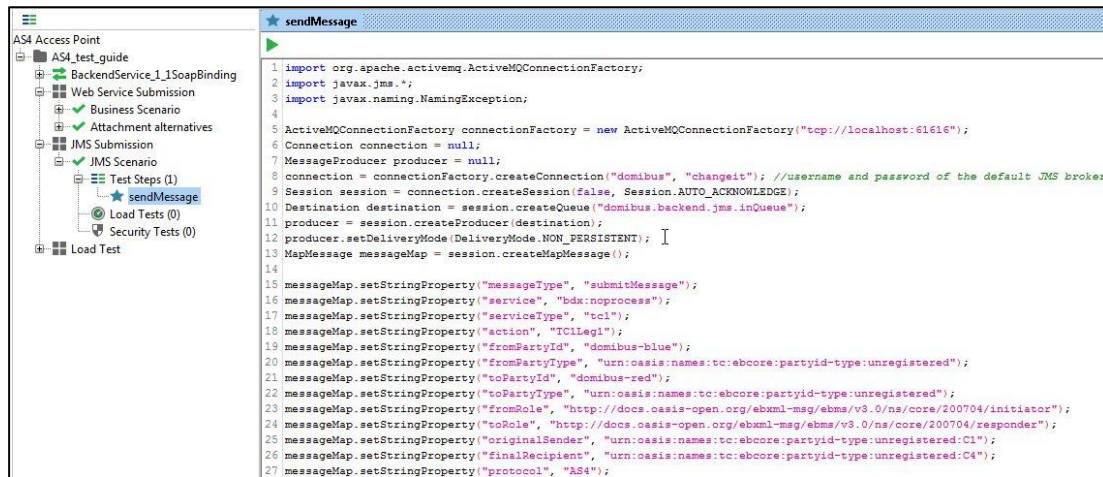 AS4 Access Point
AS4_test_guide
BackendService_1_1SoapBinding
Web Service Submission
Business Scenario
Attachment alternatives
JMS Submission
JMS Scenario
Test Steps (1)
sendMessage
Load Tests (0)
Security Tests (0)
Load Test
sendMessage
1 import org.apache.activemq.ActiveMQConnectionFactory;
2 import javax.jms.*;
3 import javax.naming.NamingException;
4
5 ActiveMQConnectionFactory connectionFactory = new ActiveMQConnectionFactory("tcp://localhost:61616");
6 Connection connection = null;
7 MessageProducer producer = null;
8 connection = connectionFactory.createConnection("domibus", "changeit"); //username and password of the default JMS broker
9 Session session = connection.createSession(false, Session.AUTO_ACKNOWLEDGE);
10 Destination destination = session.createQueue("domibus.backend.jms.inQueue");
11 producer = session.createProducer(destination);
12 producer.setDeliveryMode(DeliveryMode.NON_PERSISTENT);
13 MapMessage messageMap = session.createMapMessage();
14
15 messageMap.setStringProperty("messageType", "submitMessage");
16 messageMap.setStringProperty("service", "bdx:noprocess");
17 messageMap.setStringProperty("serviceType", "tc1");
18 messageMap.setStringProperty("action", "TC1Leg1");
19 messageMap.setStringProperty("fromPartyId", "domibus-blue");
20 messageMap.setStringProperty("fromPartyType", "urn:oasis:names:tc:ebcore:partyid-type:unregistered");
21 messageMap.setStringProperty("toPartyId", "domibus-red");
22 messageMap.setStringProperty("toPartyType", "urn:oasis:names:tc:ebcore:partyid-type:unregistered");
23 messageMap.setStringProperty("fromRole", "http://docs.oasis-open.org/ebxml-msg/ebms/v3.0/ns/core/200704/initiator");
24 messageMap.setStringProperty("toRole", "http://docs.oasis-open.org/ebxml-msg/ebms/v3.0/ns/core/200704/responder");
25 messageMap.setStringProperty("originalSender", "urn:oasis:names:tc:ebcore:partyid-type:unregistered:C1");
26 messageMap.setStringProperty("finalRecipient", "urn:oasis:names:tc:ebcore:partyid-type:unregistered:C4");
27 messageMap.setStringProperty("protocol", "AS4");